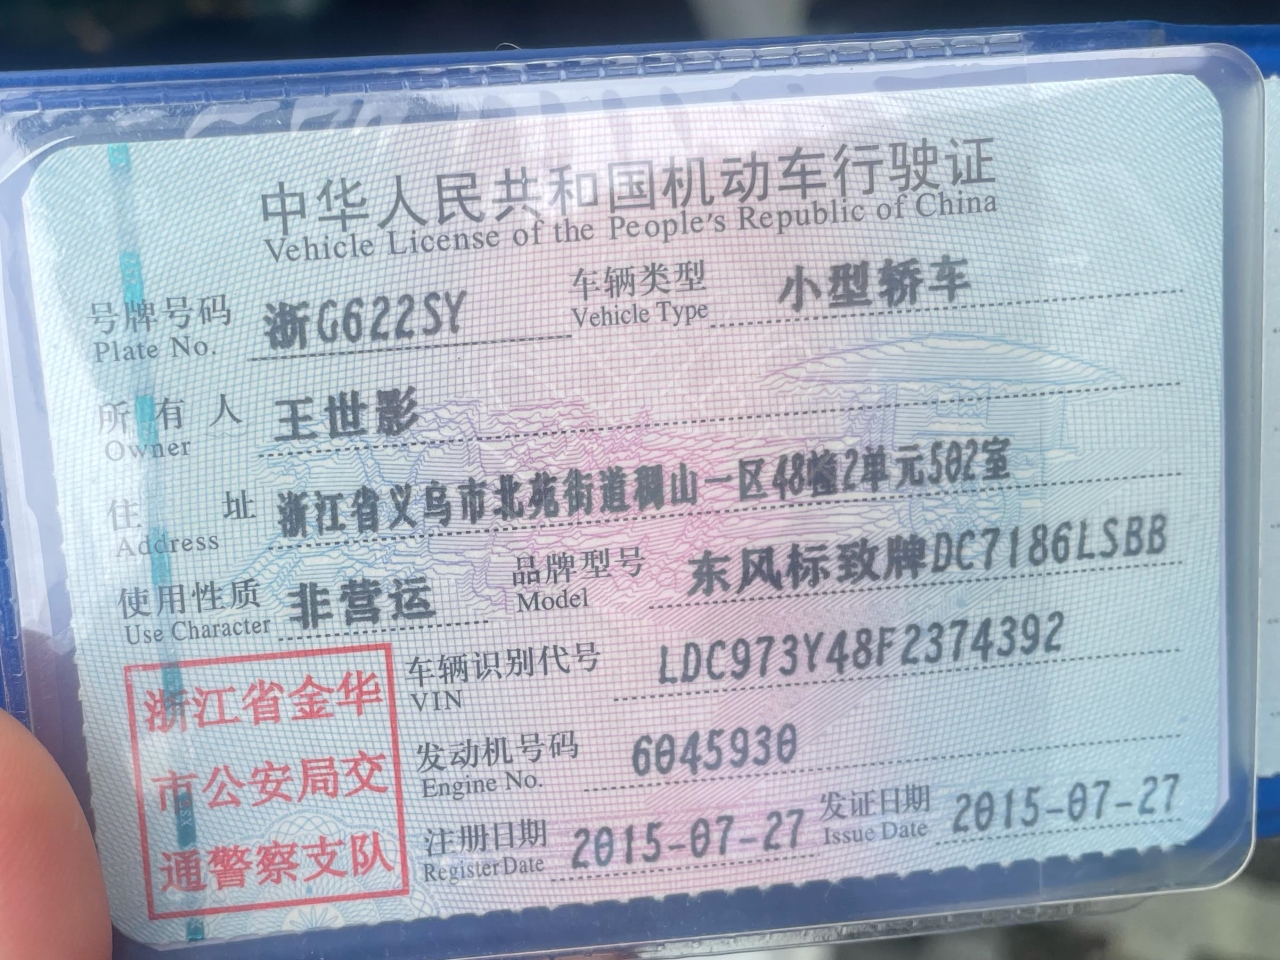 中华人民共和国机动车行驶证
Vehicle License of the People's Republic of China
号牌号码 浙G622SY 车辆类型 小型轿车
Plate No. Vehicle Type
所有人 王世影
Owner
住址 浙江省义乌市北苑街道稠山一区48幢2单元502室
Address
使用性质 非营运 品牌型号 东风标致牌DC7186LSBB
Use Character Model
车辆识别代号 LDC973Y48F2374392
VIN
发动机号码 6045930
Engine No.
注册日期 2015-07-27 发证日期 2015-07-27
Register Date Issue Date
浙江省金华
市公安局交
通警察支队